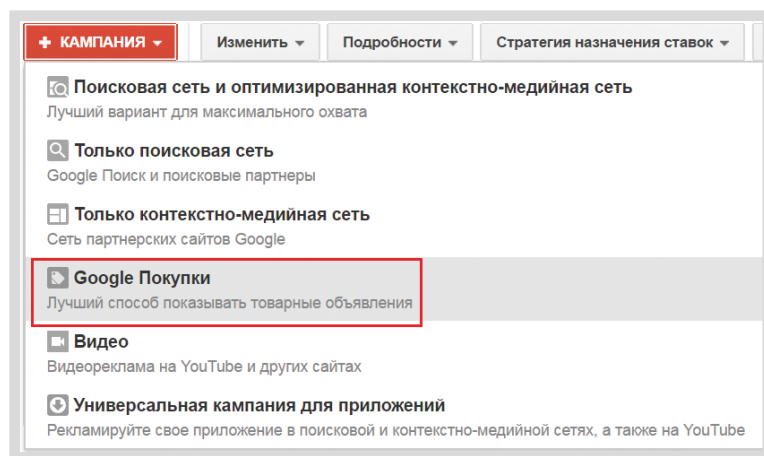 + КАМПАНИЯ Изменить Подробности Стратегия назначения ставок
Поисковая сеть и оптимизированная контекстно-медийная сеть
Лучший вариант для максимального охвата
Только поисковая сеть
Google Поиск и поисковые партнеры
Только контекстно-медийная сеть
Сеть партнерских сайтов Google
Google Покупки
Лучший способ показывать товарные объявления
Видео
Видеореклама на YouTube и других сайтах
Универсальная кампания для приложений
Рекламируйте свое приложение в поисковой и контекстно-медийной сетях, а также на YouTube